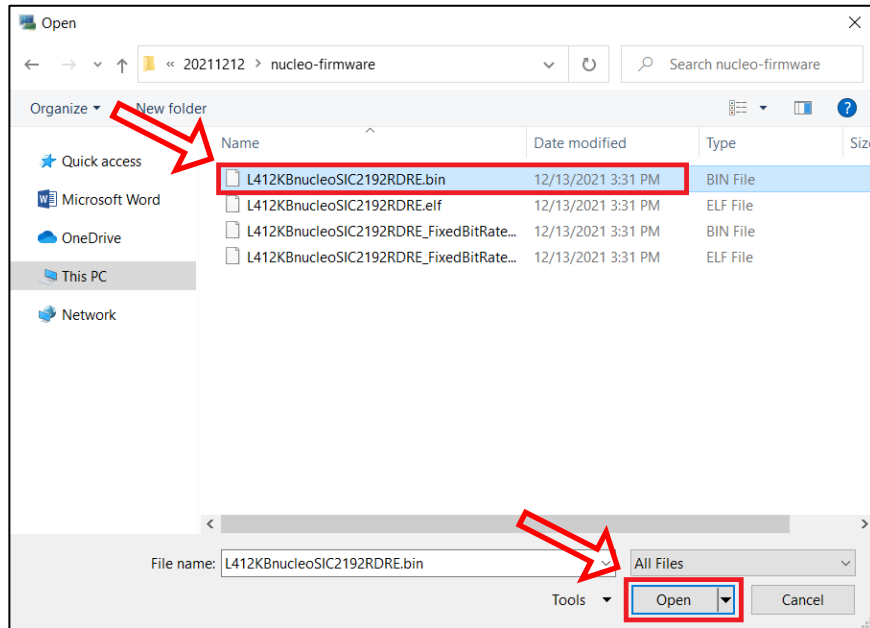 Open
« 20211212 > nucleo-firmware
Search nucleo-firmware
Organize
New folder
Name
Date modified
Type
Siz
Quick access
L412KBnucleoSIC2192RDRE.bin 12/13/2021 3:31 PM BIN File
Microsoft Word
L412KBnucleoSIC2192RDRE.elf 12/13/2021 3:31 PM ELF File
OneDrive
L412KBnucleoSIC2192RDRE_FixedBitRate... 12/13/2021 3:31 PM BIN File
This PC
L412KBnucleoSIC2192RDRE_FixedBitRate... 12/13/2021 3:31 PM ELF File
Network
File name: L412KBnucleoSIC2192RDRE.bin
All Files
Tools
Open
Cancel